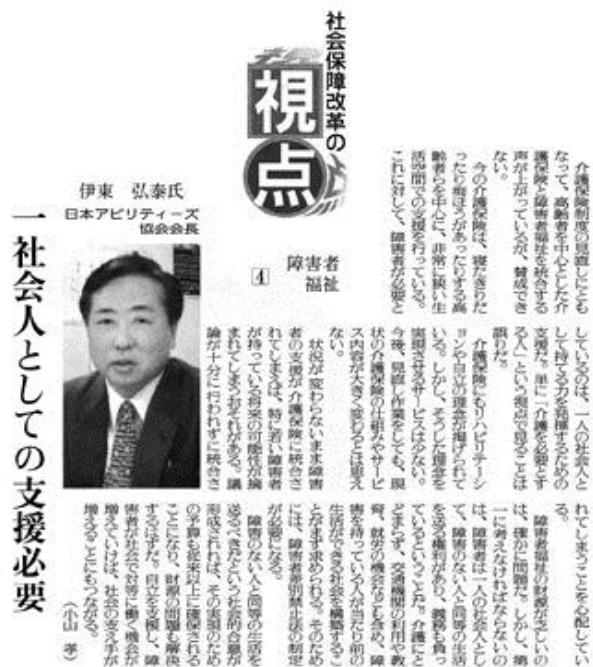 社会保障改革の
視点
4
障害者
福祉
伊東 弘泰氏
日本アビリティーズ
協会会長
一社会人としての支援必要
介護保険制度の見直しにとも
なって、高齢者を中心とした介
護保険と障害者福祉を統合する
声が上がっているが、賛成でき
ない。
今の介護保険は、寝たきりだ
ったり痴ほうがあったりする高
齢者らを中心に、非常に狭い生
活空間での支援を行っている。
これに対して、障害者が必要と
しているのは、一人の社会人と
して持てる力を発揮するための
支援だ。単に「介護を必要とす
る人」という視点で見ることは
誤りだ。
介護保険にもリハビリテーシ
ョンや自立の理念が掲げられて
いる。しかし、そうした理念を
実現させるサービスは少ない。
今後、見直し作業をしても、現
状の介護保険の仕組みやサービ
ス内容が大きく変わるとは思え
ない。
状況が変わらないまま障害
者の支援が介護保険に統合さ
れてしまえば、特に若い障害者
が持っている将来の可能性が摘
まれてしまうおそれがある。議
論が十分に行われずに統合さ
れてしまうことを心配してい
る。
障害者福祉の財源が乏しいの
は、確かに問題だ。しかし、第
一に考えなければならないの
は、障害者は一人の社会人とし
て、障害のない人と同等の生活
を送る権利があり、義務も負っ
ているということだ。介護にと
どまらず、交通機関の利用や教
育、就労の機会なども含め、障
害を持っている人が当たり前の
生活ができる社会を構築するこ
とがまず求められる。そのため
には、障害者差別禁止法の制定
が必要になる。
障害のない人と同等の生活を
送るべきだという社会的合意が
形成されれば、その実現のため
の予算も従来以上に確保される
ことになり、財源の問題も解決
するはずだ。自立を支援し、障
害者が社会で対等に働く機会が
増えていけば、社会の支え手が
増えることにもつながる。
(小山 孝)